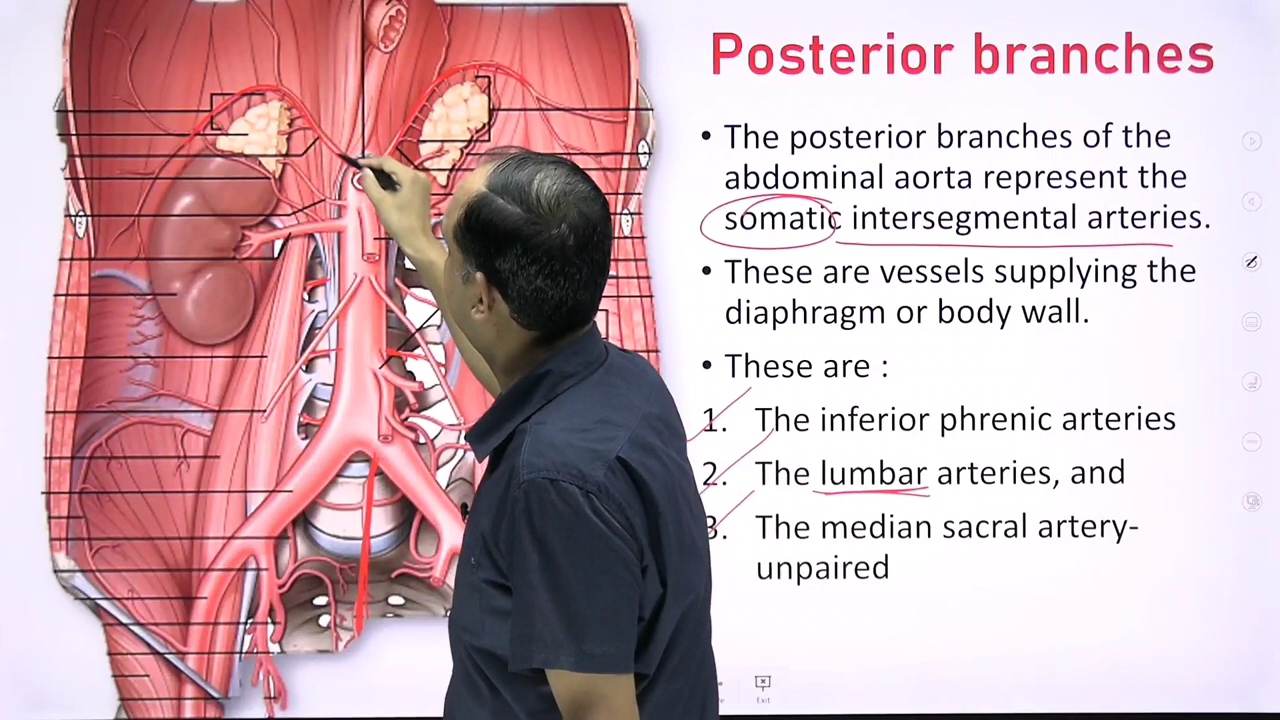 Posterior branches
• The posterior branches of the
abdominal aorta represent the
somatic intersegmental arteries.
• These are vessels supplying the
diaphragm or body wall.
• These are :
1. The inferior phrenic arteries
2. The lumbar arteries, and
3. The median sacral artery-
unpaired
Exit